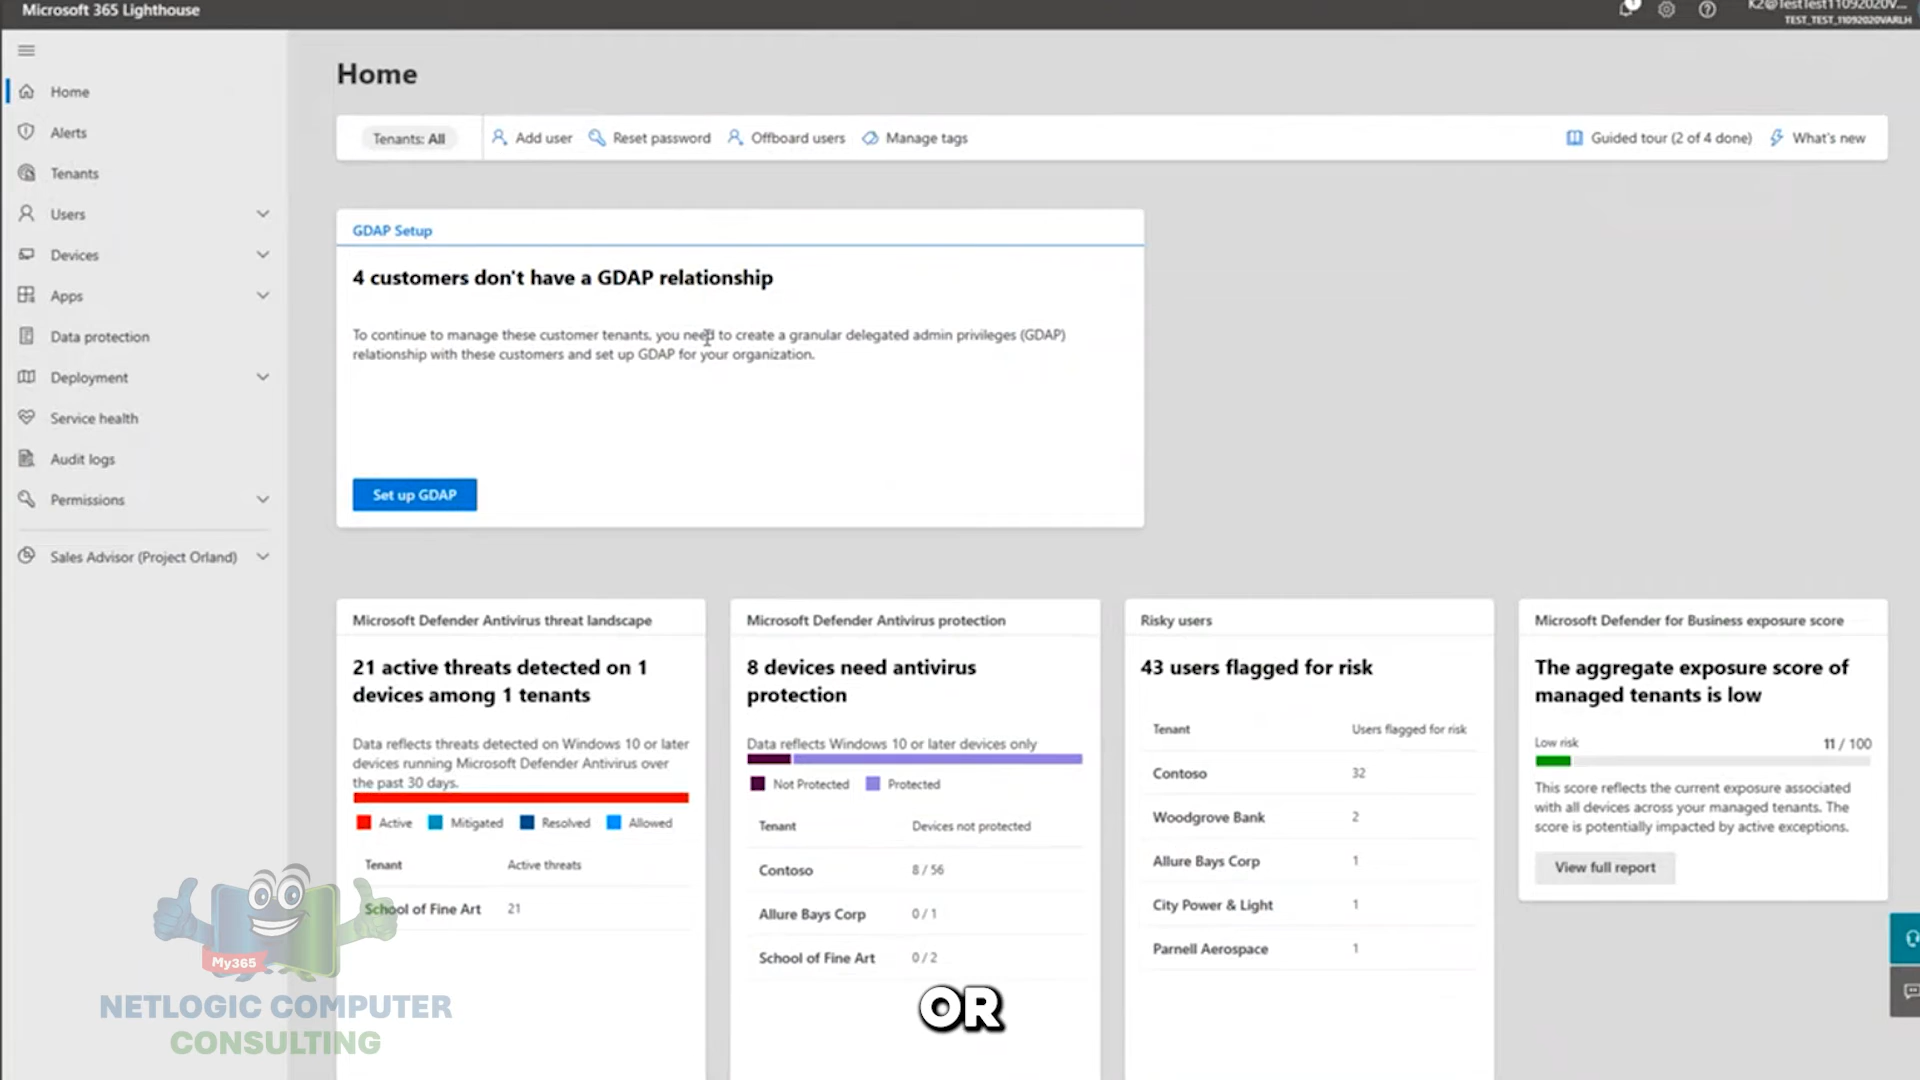 Microsoft 365 Lighthouse
K2@TestTest11092020V...
TEST_TEST_11092020VARLH
Home
Alerts
Tenants
Users
Devices
Apps
Data protection
Deployment
Service health
Audit logs
Permissions
Sales Advisor (Project Orland)
Home
Tenants: All
Add user
Reset password
Offboard users
Manage tags
Guided tour (2 of 4 done)
What's new
GDAP Setup
4 customers don't have a GDAP relationship
To continue to manage these customer tenants, you need to create a granular delegated admin privileges (GDAP)
relationship with these customers and set up GDAP for your organization.
Set up GDAP
Microsoft Defender Antivirus threat landscape
21 active threats detected on 1
devices among 1 tenants
Data reflects threats detected on Windows 10 or later
devices running Microsoft Defender Antivirus over
the past 30 days.
Active Mitigated Resolved Allowed
Tenant Active threats
School of Fine Art 21
Microsoft Defender Antivirus protection
8 devices need antivirus
protection
Data reflects Windows 10 or later devices only
Not Protected Protected
Tenant Devices not protected
Contoso 8 / 56
Allure Bays Corp 0 / 1
School of Fine Art 0 / 2
Risky users
43 users flagged for risk
Tenant Users flagged for risk
Contoso 32
Woodgrove Bank 2
Allure Bays Corp 1
City Power & Light 1
Parnell Aerospace 1
Microsoft Defender for Business exposure score
The aggregate exposure score of
managed tenants is low
Low risk 11 / 100
This score reflects the current exposure associated
with all devices across your managed tenants. The
score is potentially impacted by active exceptions.
View full report
My365
NETLOGIC COMPUTER
CONSULTING
OR